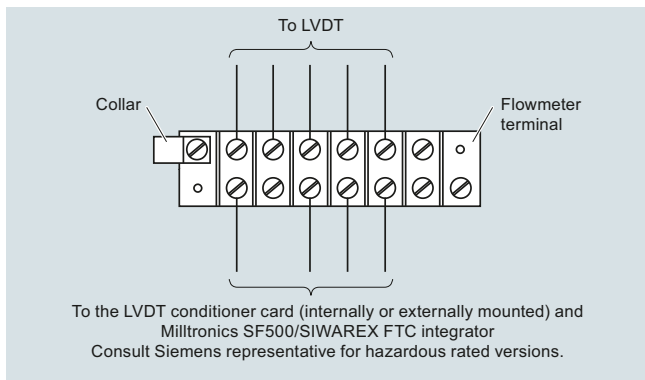 To LVDT
Collar
Flowmeter
terminal
To the LVDT conditioner card (internally or externally mounted) and
Milltronics SF500/SIWAREX FTC integrator
Consult Siemens representative for hazardous rated versions.